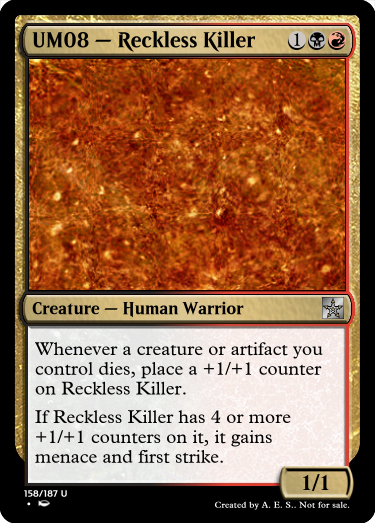 UM08 — Reckless Killer 1
Creature — Human Warrior
Whenever a creature or artifact you
control dies, place a +1/+1 counter
on Reckless Killer.
If Reckless Killer has 4 or more
+1/+1 counters on it, it gains
menace and first strike.
1/1
158/187 U
Created by A. E. S.. Not for sale.